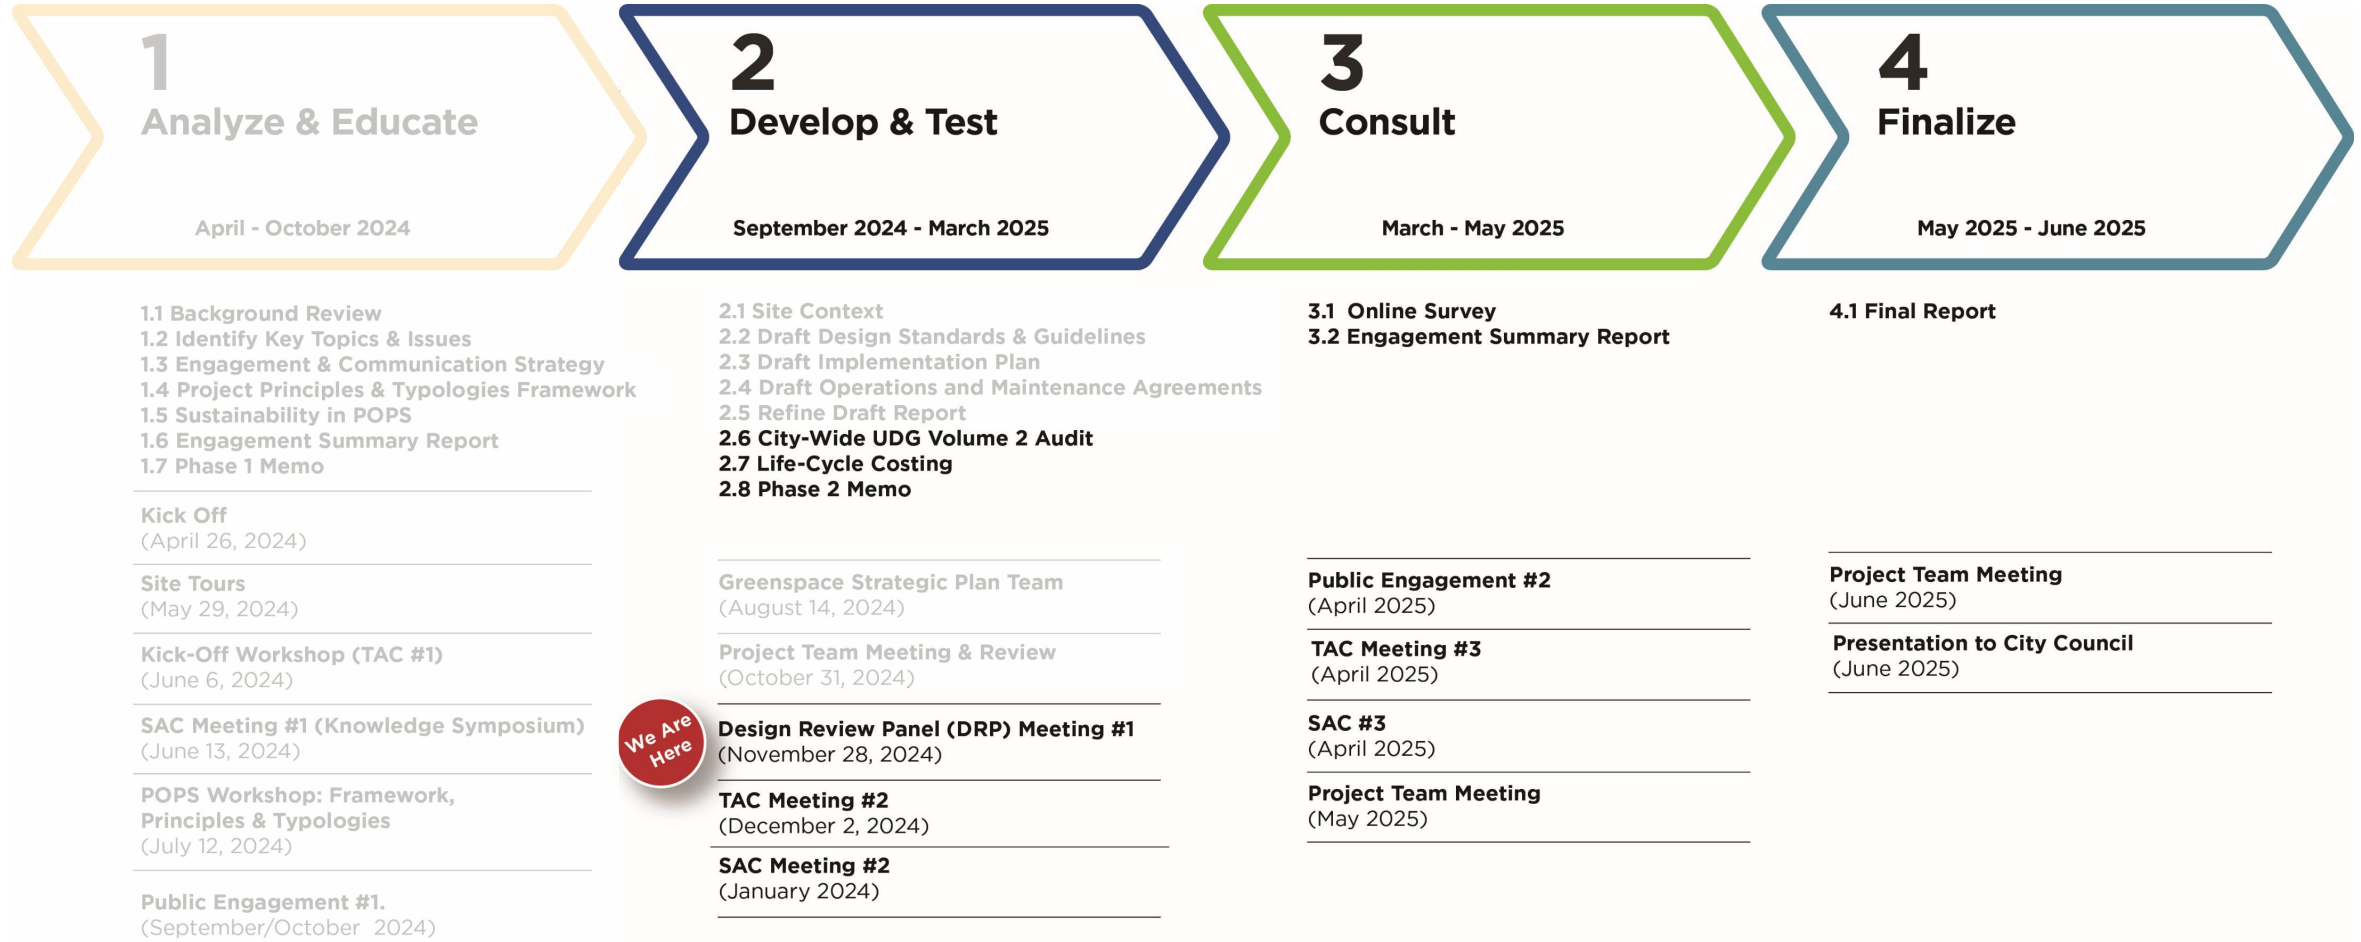 1
Analyze & Educate
April - October 2024
1.1 Background Review
1.2 Identify Key Topics & Issues
1.3 Engagement & Communication Strategy
1.4 Project Principles & Typologies Framework
1.5 Sustainability in POPS
1.6 Engagement Summary Report
1.7 Phase 1 Memo
Kick Off
(April 26, 2024)
Site Tours
(May 29, 2024)
Kick-Off Workshop (TAC #1)
(June 6, 2024)
SAC Meeting #1 (Knowledge Symposium)
(June 13, 2024)
POPS Workshop: Framework,
Principles & Typologies
(July 12, 2024)
Public Engagement #1.
(September/October 2024)
2
Develop & Test
September 2024 - March 2025
2.1 Site Context
2.2 Draft Design Standards & Guidelines
2.3 Draft Implementation Plan
2.4 Draft Operations and Maintenance Agreements
2.5 Refine Draft Report
2.6 City-Wide UDG Volume 2 Audit
2.7 Life-Cycle Costing
2.8 Phase 2 Memo
Greenspace Strategic Plan Team
(August 14, 2024)
Project Team Meeting & Review
(October 31, 2024)
We Are
Here
Design Review Panel (DRP) Meeting #1
(November 28, 2024)
TAC Meeting #2
(December 2, 2024)
SAC Meeting #2
(January 2024)
3
Consult
March - May 2025
3.1 Online Survey
3.2 Engagement Summary Report
Public Engagement #2
(April 2025)
TAC Meeting #3
(April 2025)
SAC #3
(April 2025)
Project Team Meeting
(May 2025)
4
Finalize
May 2025 - June 2025
4.1 Final Report
Project Team Meeting
(June 2025)
Presentation to City Council
(June 2025)